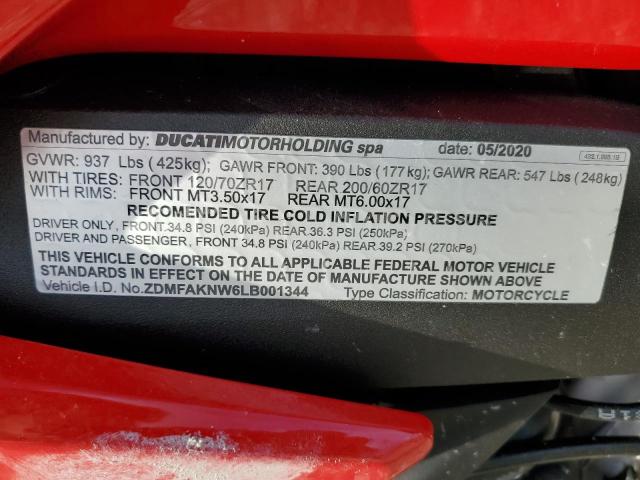 Manufactured by: DUCATIMOTORHOLDING spa date: 05/2020
GVWR: 937 Lbs (425kg); GAWR FRONT: 390 Lbs (177 kg); GAWR REAR: 547 Lbs (248kg)
WITH TIRES: FRONT 120/70ZR17 REAR 200/60ZR17
WITH RIMS: FRONT MT3.50x17 REAR MT6.00x17
RECOMENDED TIRE COLD INFLATION PRESSURE
DRIVER ONLY, FRONT.34.8 PSI (240kPa) REAR.36.3 PSI (250kPa)
DRIVER AND PASSENGER, FRONT 34.8 PSI (240kPa) REAR.39.2 PSI (270kPa)
THIS VEHICLE CONFORMS TO ALL APPLICABLE FEDERAL MOTOR VEHICLE
STANDARDS IN EFFECT ON THE DATE OF MANUFACTURE SHOWN ABOVE
Vehicle I.D. No.ZDMFAKNW6LB001344 Type Classification: MOTORCYCLE